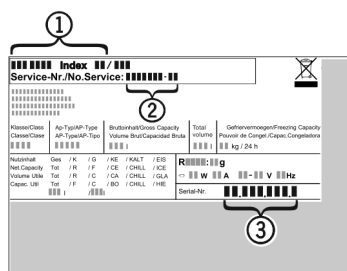 1
Index /
Service-Nr./No.Service: -
2
Klasse/Class Ap-Typ/AP-Type Bruttoinhalt/Gross Capacity Total Gefriervermoegen/Freezing Capacity
Classe/Clase AP-Type/AP-Tipo Volume Brut/Capacidad Bruta volume Pouvoir de Congel./Capac.Congeladora
l l kg / 24 h
Nutzinhalt Ges / K / G / KE / KALT / EIS
Net.Capacity Tot / R / F / CE / CHILL / ICE
Volume Utile Tot / R / C / CA / CHILL / GLA
Capac. Util Tot / F / C / BO / CHILL / HIE
l / l
R : g
W A - V Hz
Serial-Nr. . . .
3